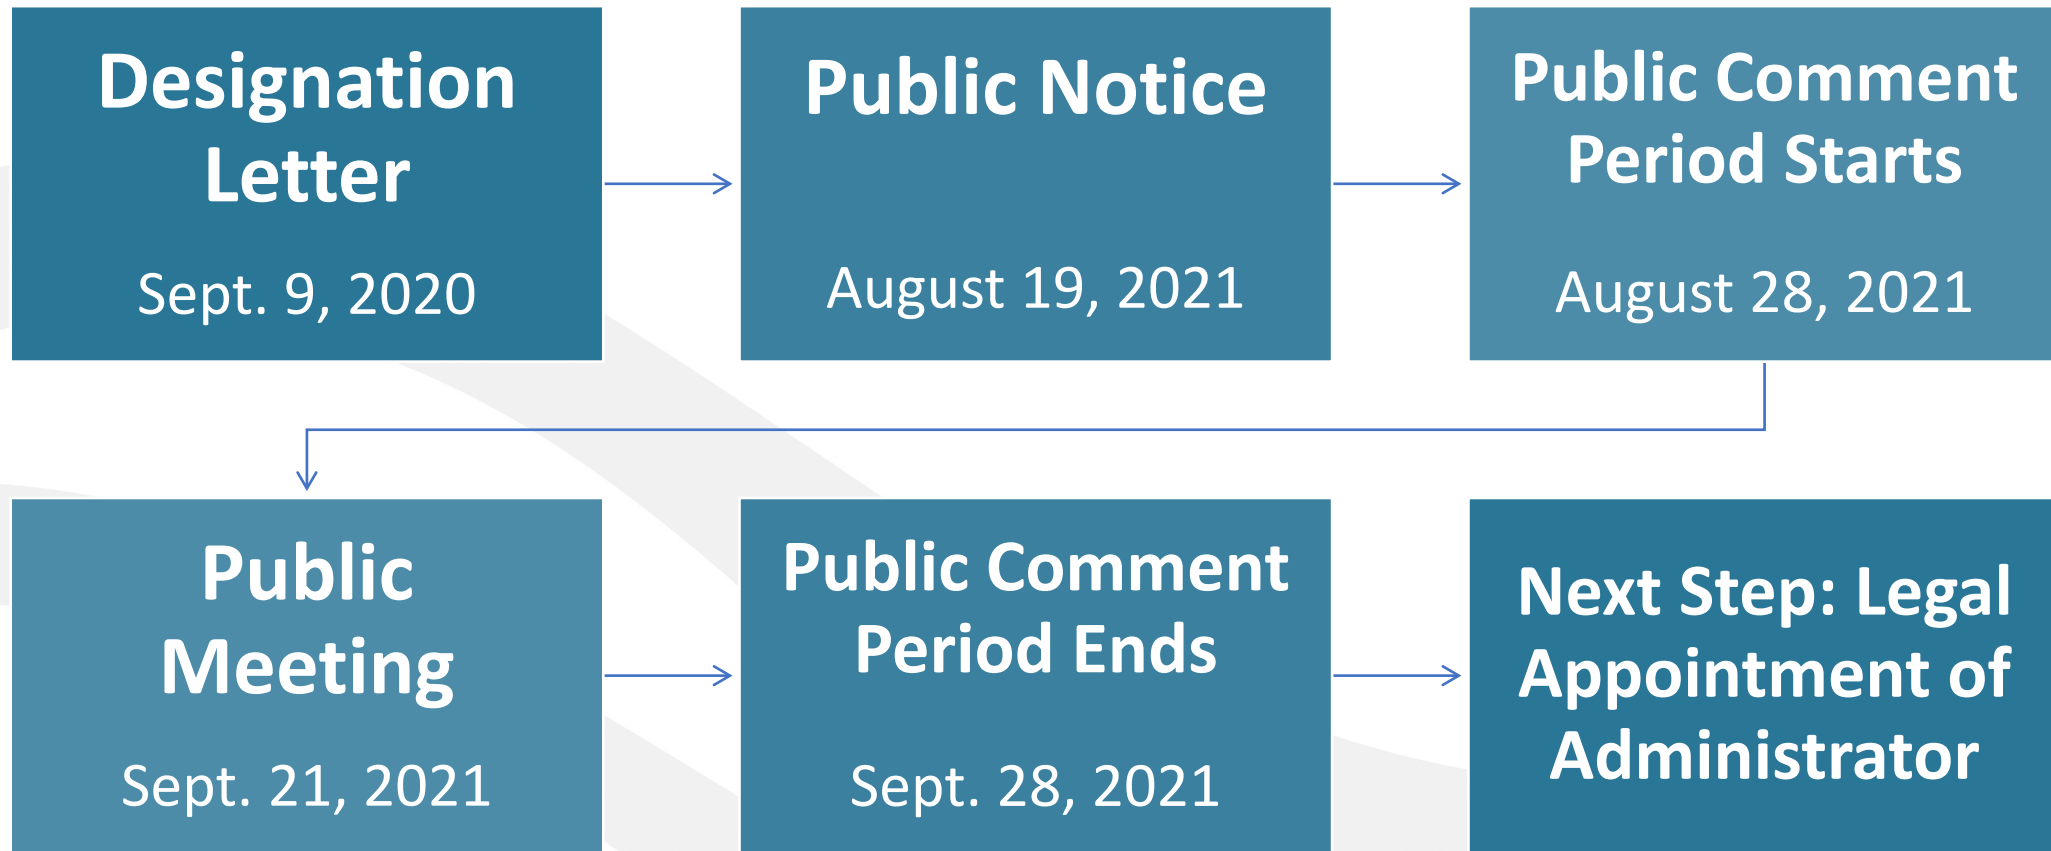 Designation
Letter
Sept. 9, 2020
Public Notice
August 19, 2021
Public Comment
Period Starts
August 28, 2021
Public
Meeting
Sept. 21, 2021
Public Comment
Period Ends
Sept. 28, 2021
Next Step: Legal
Appointment of
Administrator